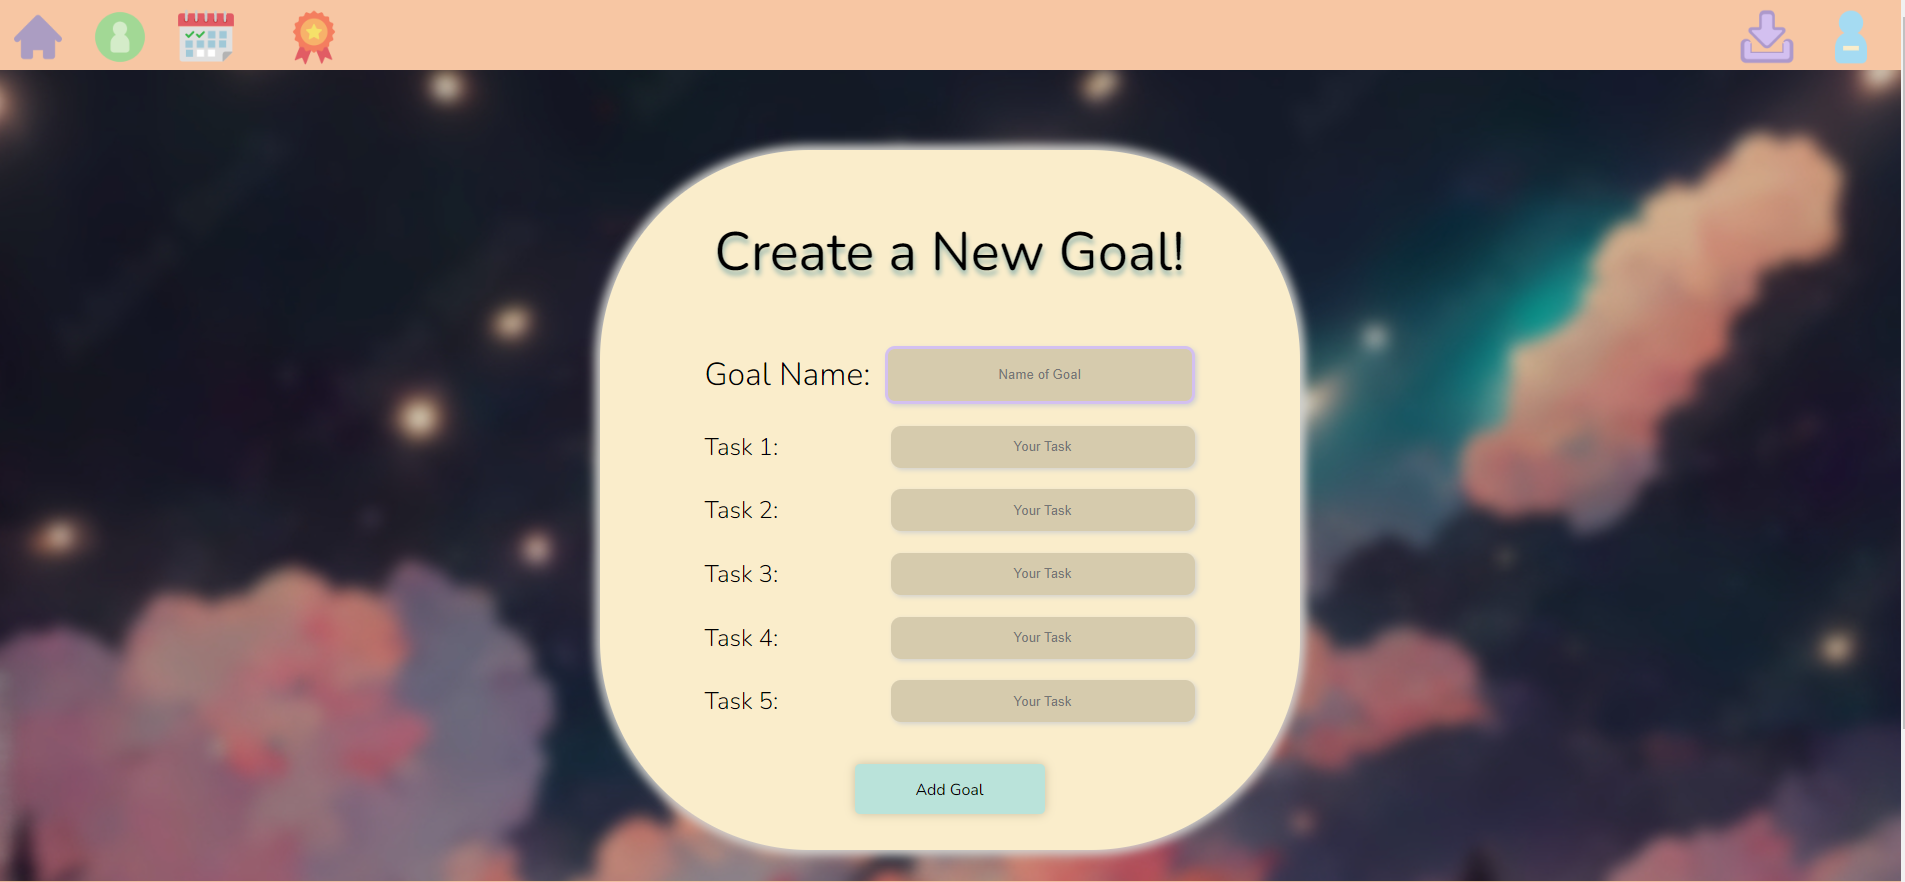 Create a New Goal!
Goal Name: Name of Goal
Task 1: Your Task
Task 2: Your Task
Task 3: Your Task
Task 4: Your Task
Task 5: Your Task
Add Goal